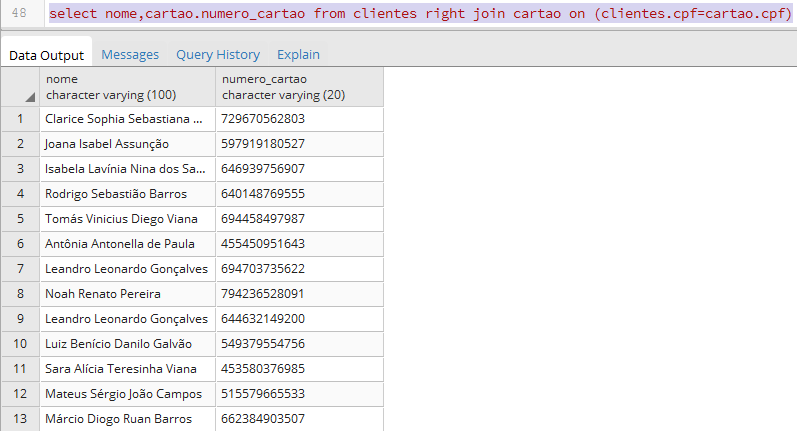 48 select nome,cartao.numero_cartao from clientes right join cartao on (clientes.cpf=cartao.cpf)
Data Output Messages Query History Explain
nome numero_cartao
character varying (100) character varying (20)
1 Clarice Sophia Sebastiana ... 729670562803
2 Joana Isabel Assunção 597919180527
3 Isabela Lavínia Nina dos Sa... 646939756907
4 Rodrigo Sebastião Barros 640148769555
5 Tomás Vinicius Diego Viana 694458497987
6 Antônia Antonella de Paula 455450951643
7 Leandro Leonardo Gonçalves 694703735622
8 Noah Renato Pereira 794236528091
9 Leandro Leonardo Gonçalves 644632149200
10 Luiz Benício Danilo Galvão 549379554756
11 Sara Alícia Teresinha Viana 453580376985
12 Mateus Sérgio João Campos 515579665533
13 Márcio Diogo Ruan Barros 662384903507